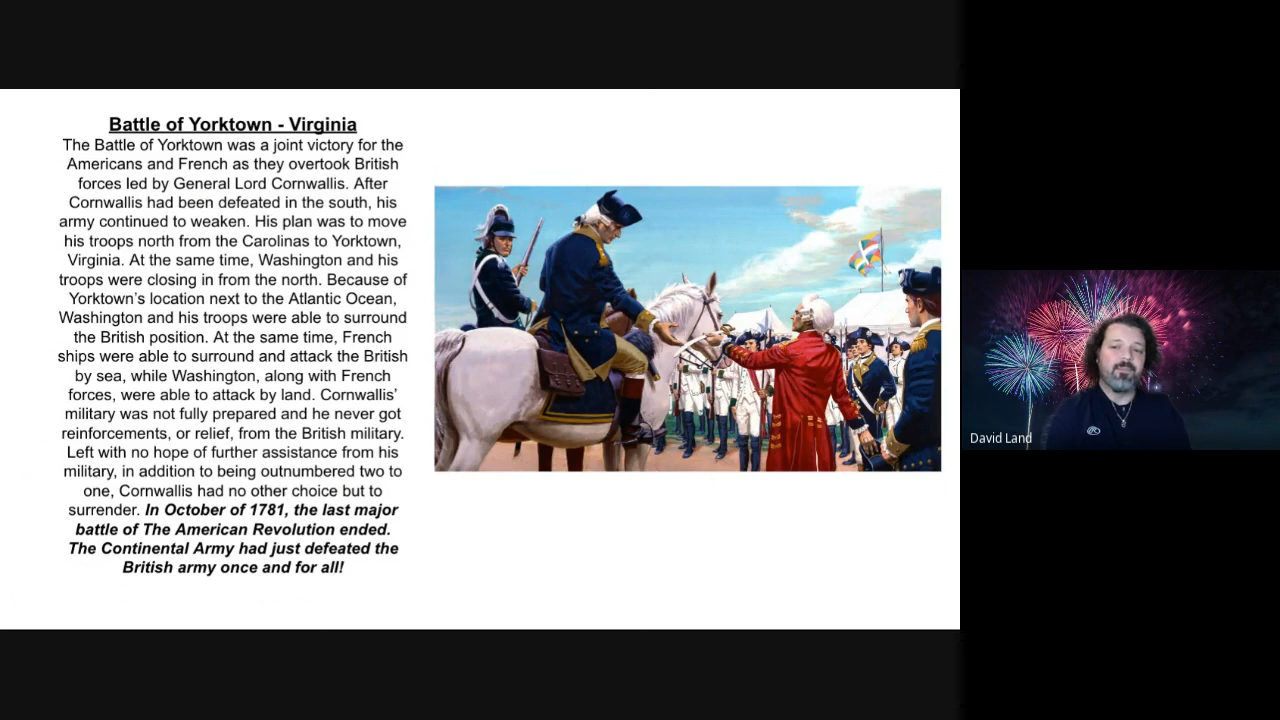 Battle of Yorktown - Virginia
The Battle of Yorktown was a joint victory for the
Americans and French as they overtook British
forces led by General Lord Cornwallis. After
Cornwallis had been defeated in the south, his
army continued to weaken. His plan was to move
his troops north from the Carolinas to Yorktown,
Virginia. At the same time, Washington and his
troops were closing in from the north. Because of
Yorktown's location next to the Atlantic Ocean,
Washington and his troops were able to surround
the British position. At the same time, French
ships were able to surround and attack the British
by sea, while Washington, along with French
forces, were able to attack by land. Cornwallis'
military was not fully prepared and he never got
reinforcements, or relief, from the British military.
Left with no hope of further assistance from his
military, in addition to being outnumbered two to
one, Cornwallis had no other choice but to
surrender. In October of 1781, the last major
battle of The American Revolution ended.
The Continental Army had just defeated the
British army once and for all!
David Land